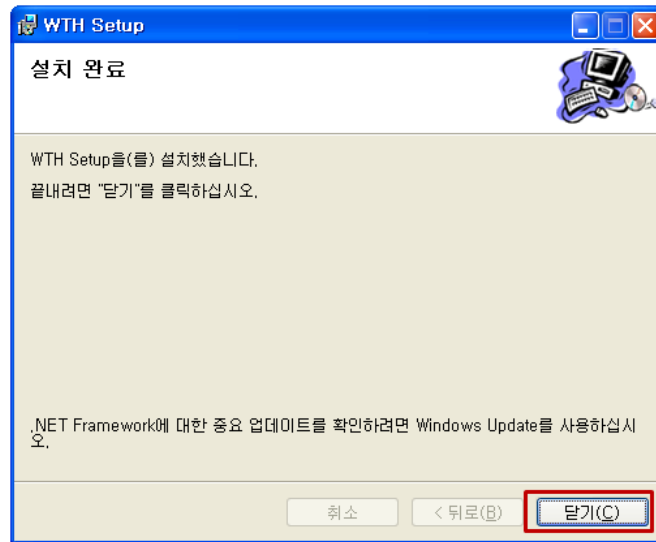 WTH Setup
설치 완료
WTH Setup을(를) 설치했습니다.
끝내려면 "닫기"를 클릭하십시오.
.NET Framework에 대한 중요 업데이트를 확인하려면 Windows Update를 사용하십시
오.
취소
< 뒤로(B)
닫기(C)